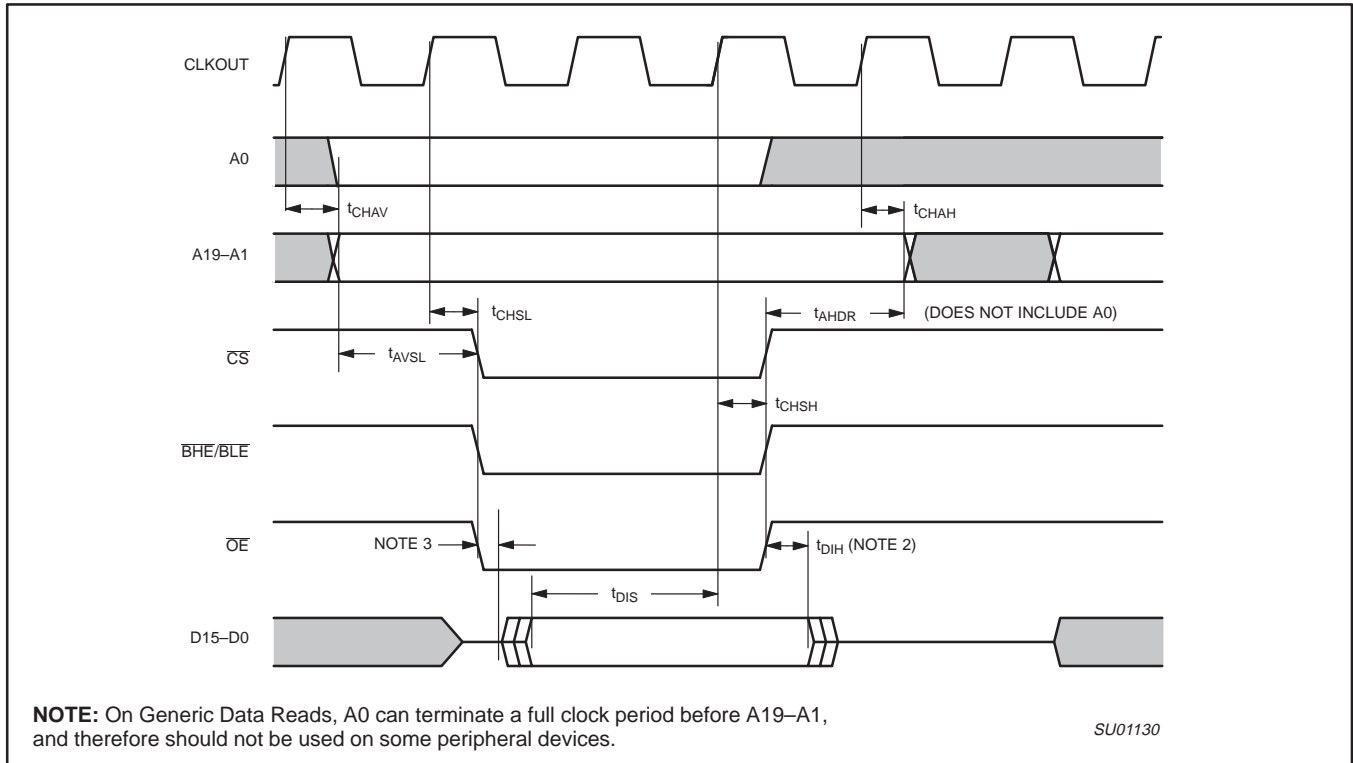 CLKOUT
A0
tCHAV
tCHAH
A19–A1
tCHSL
tAHDR (DOES NOT INCLUDE A0)
CS
tAVSL
tCHSH
BHE/BLE
OE
NOTE 3
tDIH (NOTE 2)
tDIS
D15–D0
NOTE: On Generic Data Reads, A0 can terminate a full clock period before A19–A1,
and therefore should not be used on some peripheral devices.
SU01130